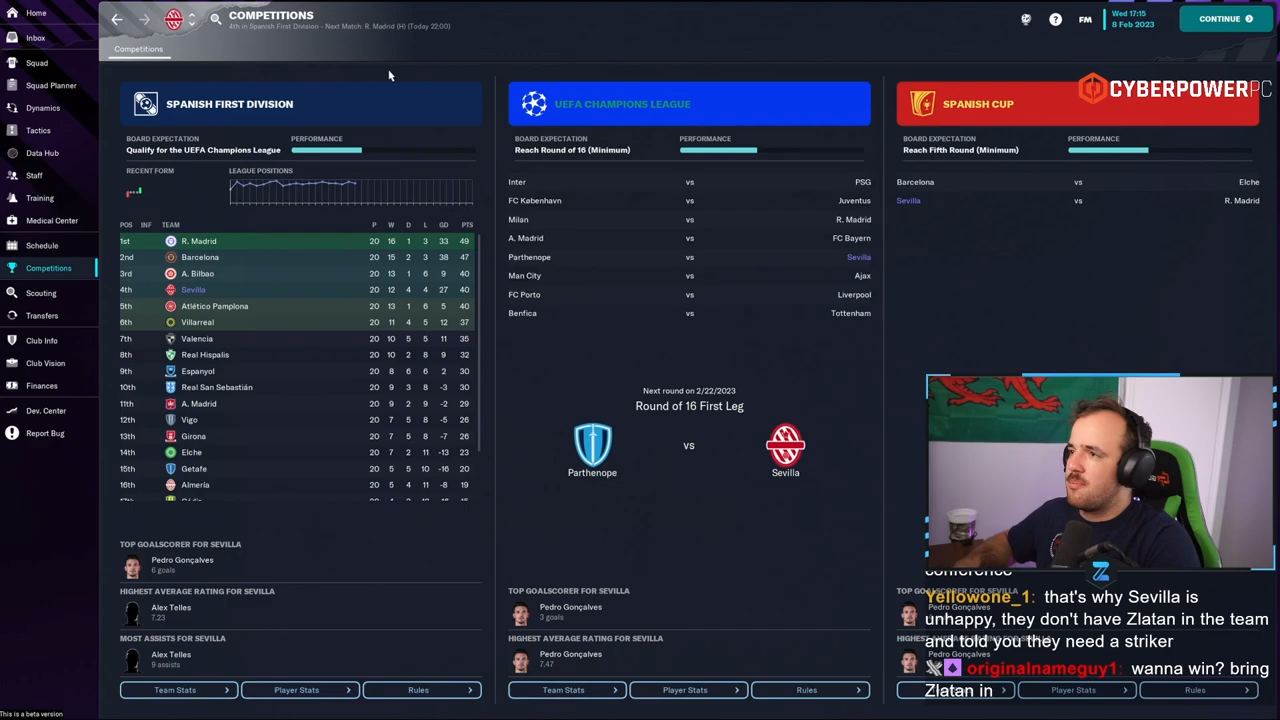 Home
Inbox
Squad
Squad Planner
Dynamics
Tactics
Data Hub
Staff
Training
Medical Center
Schedule
Competitions
Scouting
Transfers
Club Info
Club Vision
Finances
Dev. Center
Report Bug
This is a beta version
COMPETITIONS
4th in Spanish First Division - Next Match: R. Madrid (H) (Today 22:00)
FM
Wed 17:15
8 Feb 2023
CONTINUE
Competitions
CYBERPOWERPC
SPANISH FIRST DIVISION
BOARD EXPECTATION PERFORMANCE
Qualify for the UEFA Champions League
RECENT FORM LEAGUE POSITIONS
POS INF TEAM P W D L GD PTS
1st R. Madrid 20 16 1 3 33 49
2nd Barcelona 20 15 2 3 38 47
3rd A. Bilbao 20 13 1 6 9 40
4th Sevilla 20 12 4 4 27 40
5th Atlético Pamplona 20 13 1 6 5 40
6th Villarreal 20 11 4 5 12 37
7th Valencia 20 10 5 5 11 35
8th Real Hispalis 20 10 2 8 9 32
9th Espanyol 20 8 6 6 2 30
10th Real San Sebastián 20 9 3 8 -3 30
11th A. Madrid 20 9 2 9 -2 29
12th Vigo 20 7 5 8 -5 26
13th Girona 20 7 5 8 -7 26
14th Elche 20 7 2 11 -13 23
15th Getafe 20 5 5 10 -16 20
16th Almería 20 5 4 11 -8 19
TOP GOALSCORER FOR SEVILLA
Pedro Gonçalves
6 goals
HIGHEST AVERAGE RATING FOR SEVILLA
Alex Telles
7.23
MOST ASSISTS FOR SEVILLA
Alex Telles
9 assists
Team Stats
Player Stats
Rules
UEFA CHAMPIONS LEAGUE
BOARD EXPECTATION PERFORMANCE
Reach Round of 16 (Minimum)
Inter vs PSG
FC København vs Juventus
Milan vs R. Madrid
A. Madrid vs FC Bayern
Parthenope vs Sevilla
Man City vs Ajax
FC Porto vs Liverpool
Benfica vs Tottenham
Next round on 2/22/2023
Round of 16 First Leg
vs
Parthenope Sevilla
TOP GOALSCORER FOR SEVILLA
Pedro Gonçalves
3 goals
HIGHEST AVERAGE RATING FOR SEVILLA
Pedro Gonçalves
7.47
Team Stats
Player Stats
Rules
SPANISH CUP
BOARD EXPECTATION PERFORMANCE
Reach Fifth Round (Minimum)
Barcelona vs Elche
Sevilla vs R. Madrid
conference
Yellowone_1: that's why Sevilla is
unhappy, they don't have Zlatan in the team
and told you they need a striker
originalnameguy1: wanna win? bring
Zlatan in
Player Stats
Rules